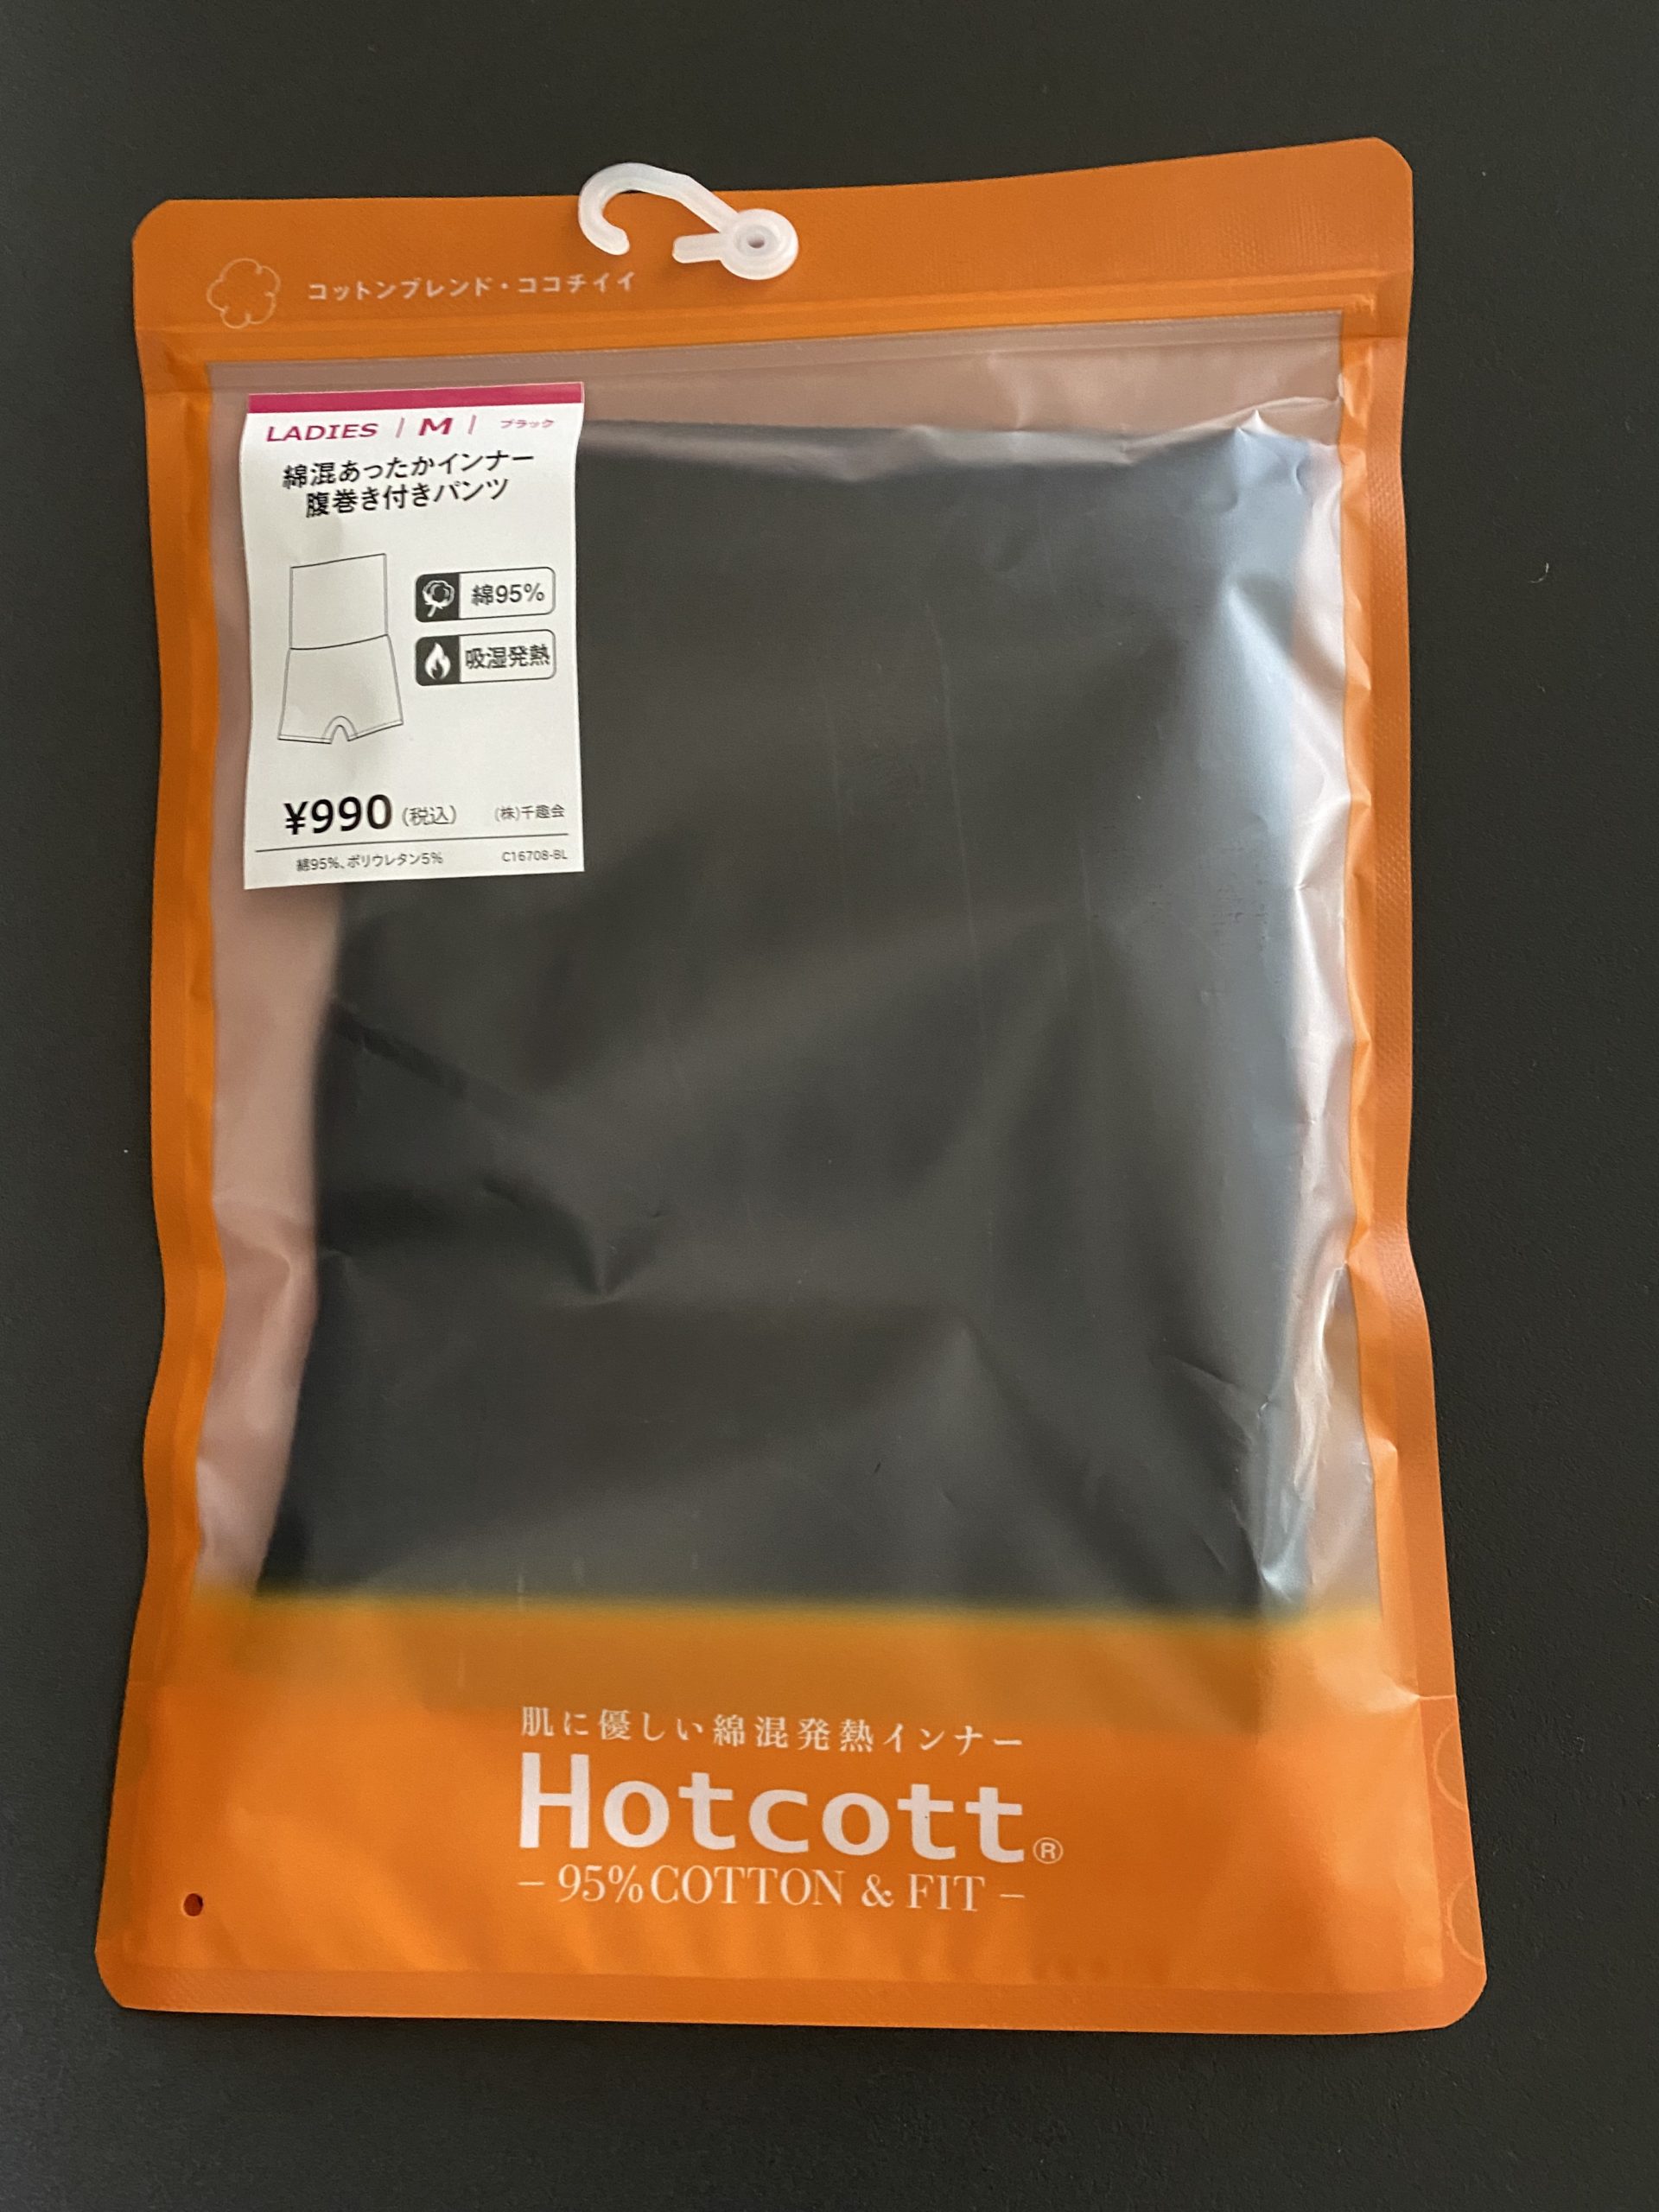 コットンブレンド・ココチイイ
LADIES | M | ブラック
綿混あったかインナー
腹巻き付きパンツ
綿95%
吸湿発熱
¥990(税込) (株)千趣会
綿95%、ポリウレタン5% C16708-BL
肌に優しい綿混発熱インナー
Hotcott®
– 95%COTTON & FIT –